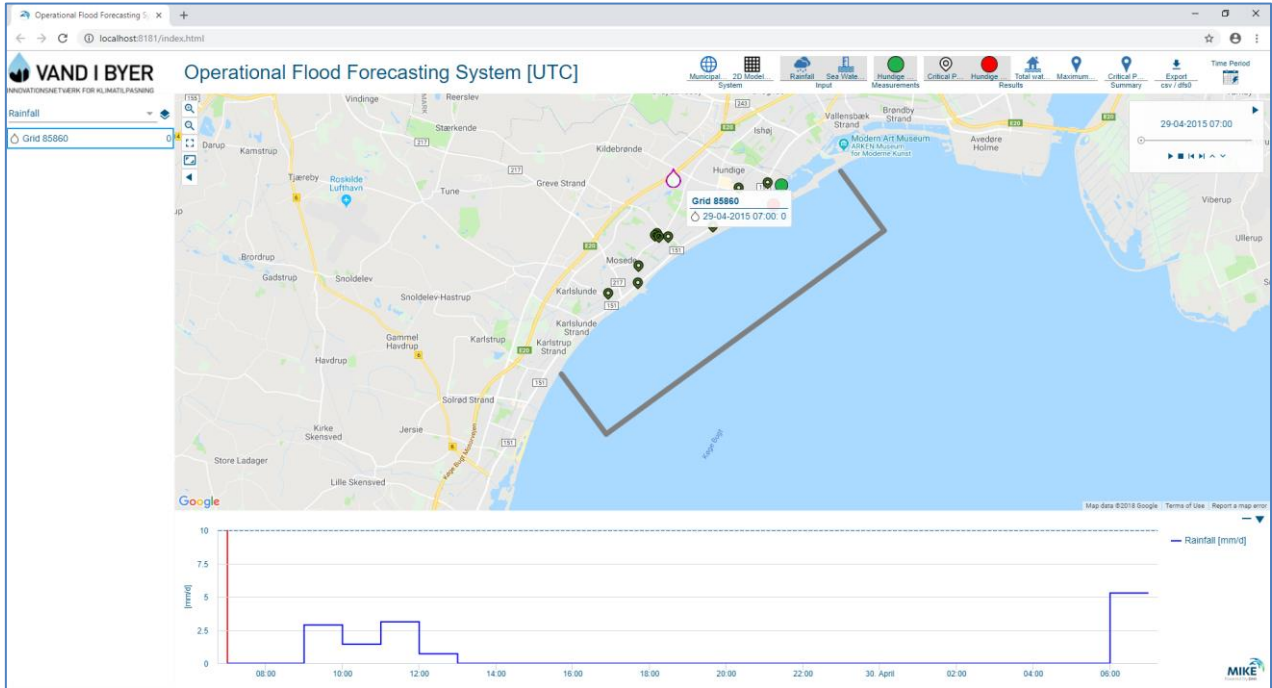 Operational Flood Forecasting S
localhost:8181/index.html
VAND I BYER
INNOVATIONSNETVÆRK FOR KLIMATILPASNING
Operational Flood Forecasting System [UTC]
Municipal... 2D Model... Rainfall Sea Wate... Hundige ... Critical P... Hundige ... Total wat... Maximum... Critical P... Export
System Input Measurements Results Summary csv / dfs0
Time Period
Rainfall
Grid 85860 0
29-04-2015 07:00
Vindinge
Reerslev
Stærkende
Darup
Kamstrup
Tjæreby
Roskilde
Lufthavn
Tune
Kildebrønde
Greve Strand
Ishøj
Hundige
Vallensbæk
Strand
Brøndby
Strand
Modern Art Museum
ARKEN Museum
for Moderne Kunst
Avedøre
Holme
Viberup
Ullerup
Grid 85860
29-04-2015 07:00: 0
Brordrup
Gadstrup
Snoldelev
Snoldelev-Hastrup
Mosede
Karlslunde
Karlslunde
Strand
Karlstrup
Karlstrup
Strand
Gammel
Havdrup
Havdrup
Solrød Strand
Kirke
Skensved
Jersie
Store Ladager
Lille Skensved
Køge Bugt Motorvejen
Køge Bugt
151
217
243
E20
6
Google
Map data ©2018 Google Terms of Use Report a map error
10
7.5
5
2.5
0
[mm/d]
Rainfall [mm/d]
08:00 10:00 12:00 14:00 16:00 18:00 20:00 22:00 30. April 02:00 04:00 06:00
MIKE